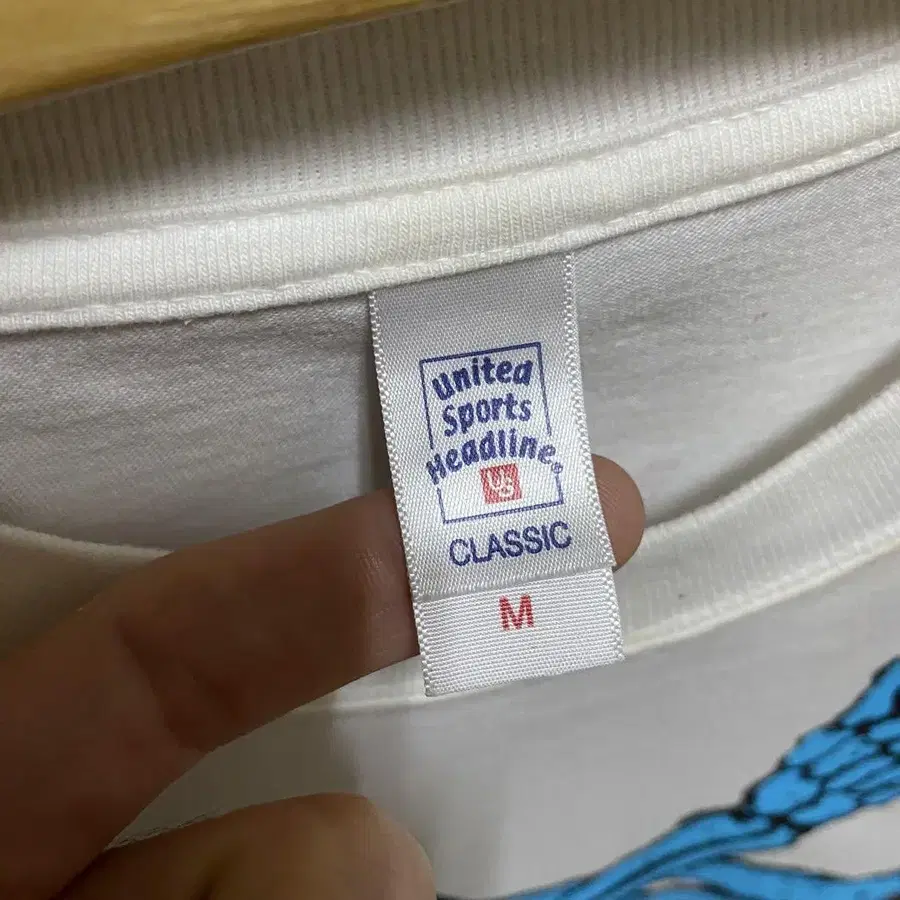 United
Sports
Headline®
US
CLASSIC
M